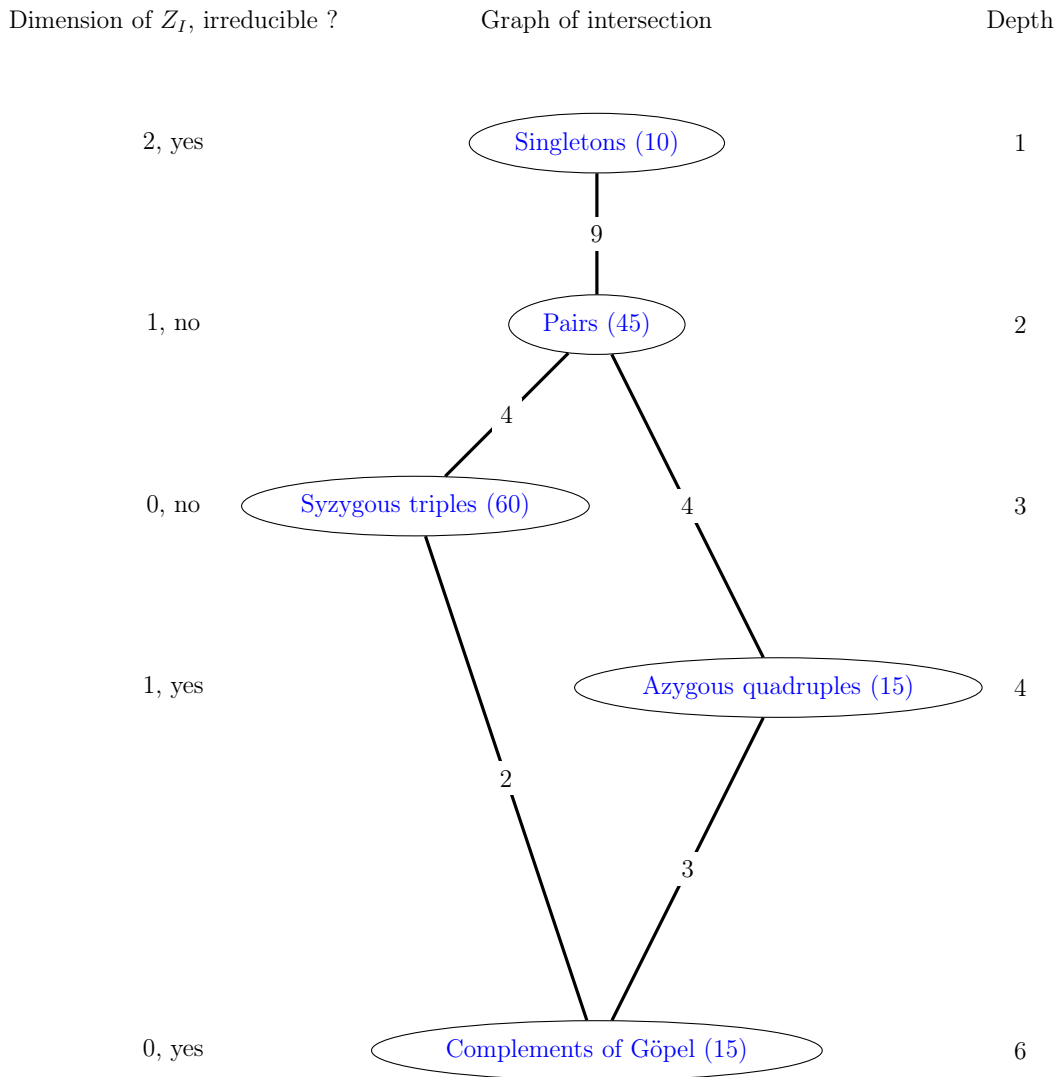 Dimension of $Z_I$, irreducible ? Graph of intersection Depth
2, yes Singletons (10) 1
9
1, no Pairs (45) 2
4
0, no Syzygous triples (60) 4 3
1, yes Azygous quadruples (15) 4
2
3
0, yes Complements of Göpel (15) 6